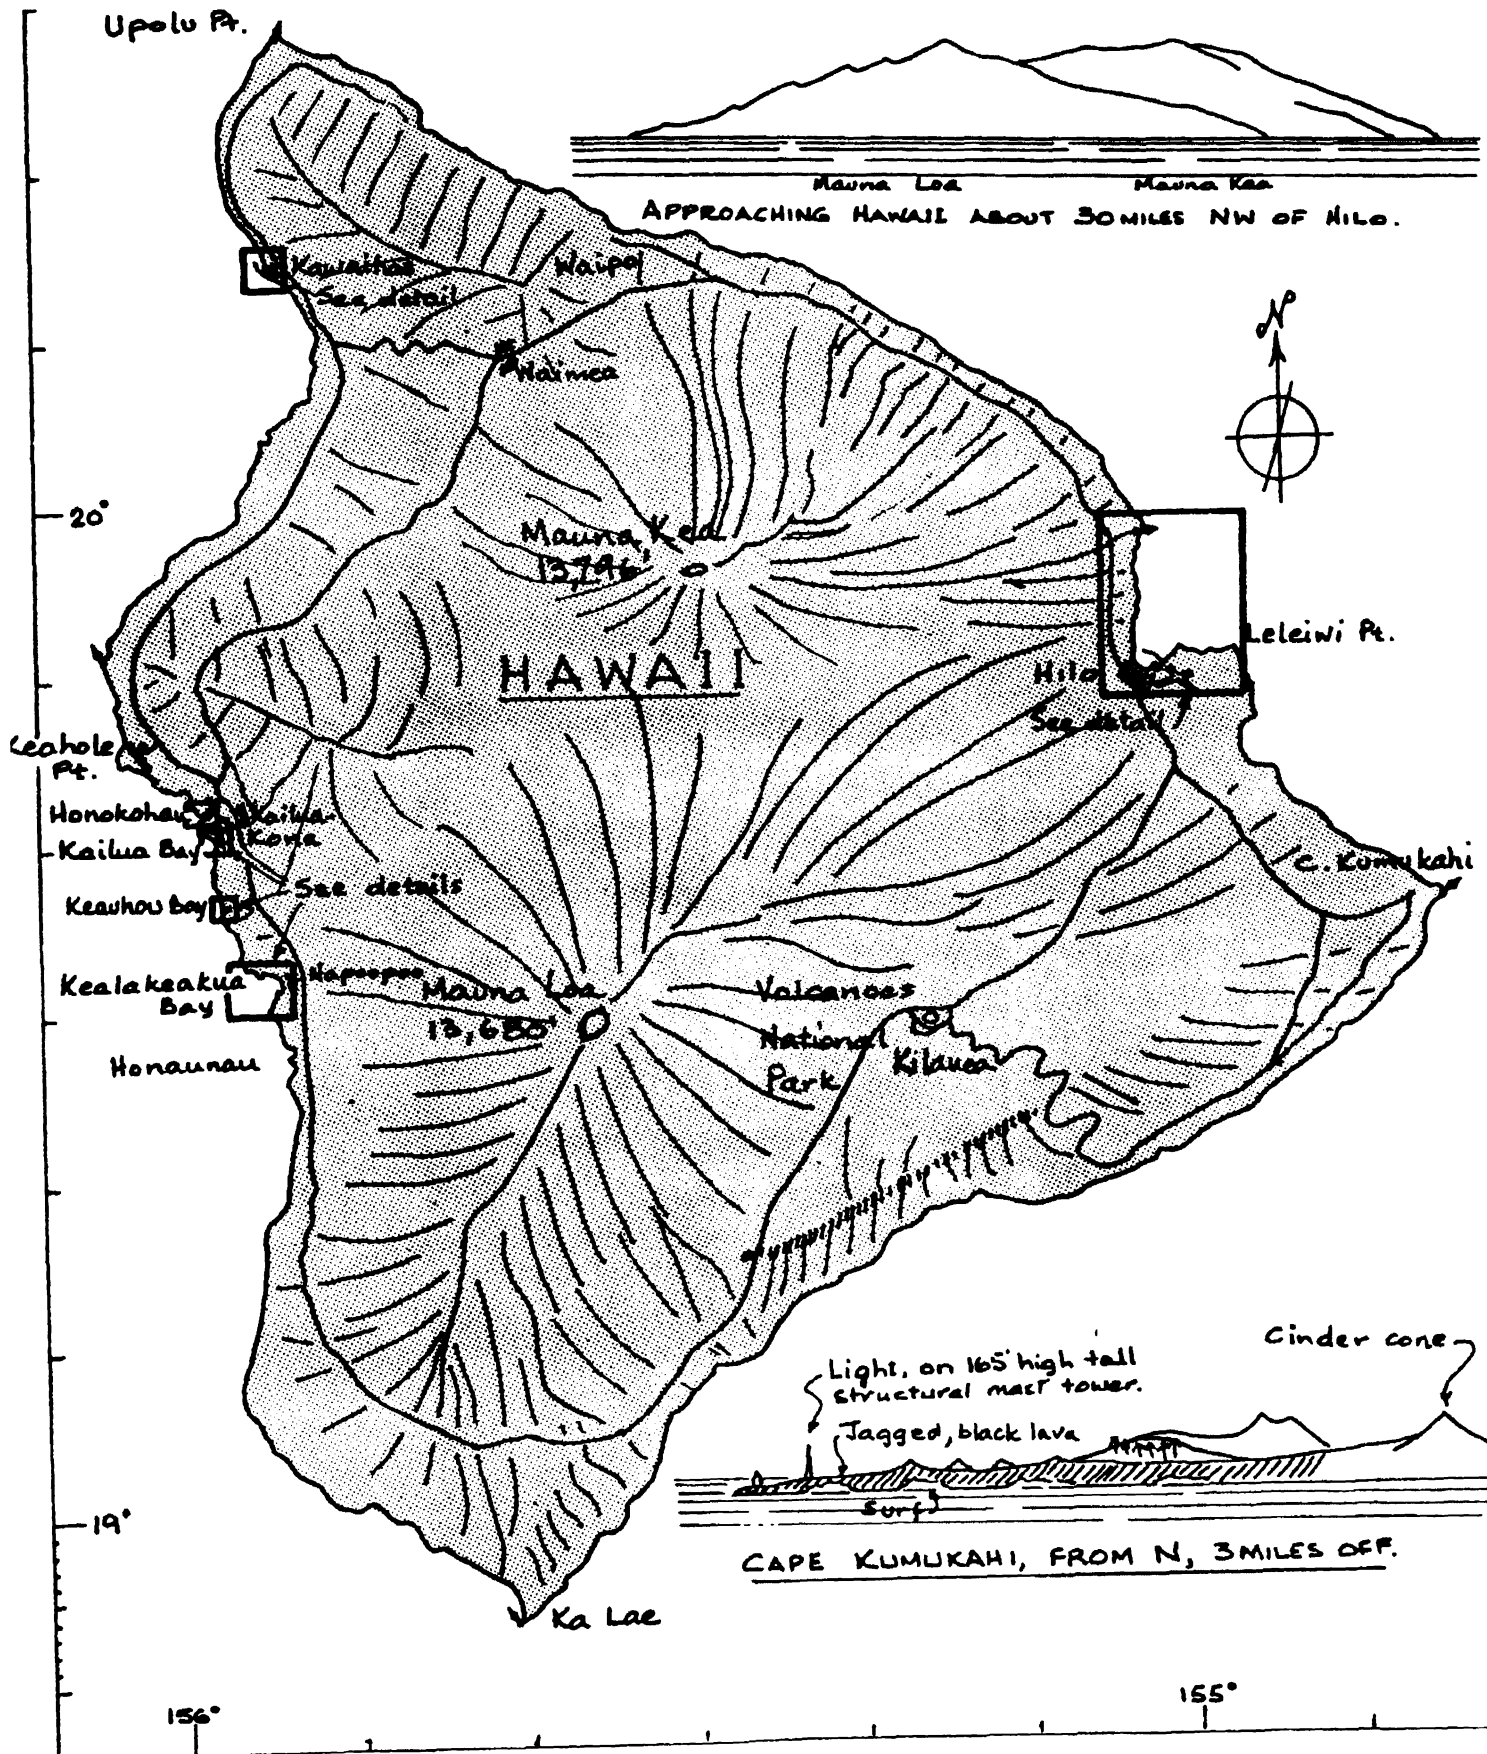 Upolu Pt.
Mauna Loa
Mauna Kea
APPROACHING HAWAII ABOUT 30 MILES NW OF HILO.
Kawaihae
See detail
Waipo
Waimea
N
20°
Mauna Kea
13,796'
HAWAII
Leleiwi Pt.
Hilo
See detail
Keahole
Pt.
Honokohau
Kailua-
Kona
Kailua Bay
See details
Keauhou Bay
C. Kumukahi
Kealakeakua
Bay
Napoopoo
Mauna Loa
13,680'
Volcanoes
National
Park
Kilauea
Honaunau
Cinder cone
Light, on 165' high tall
structural mast tower.
Jagged, black lava
Surf
19°
CAPE KUMUKAHI, FROM N, 3 MILES OFF.
Ka Lae
156°
155°